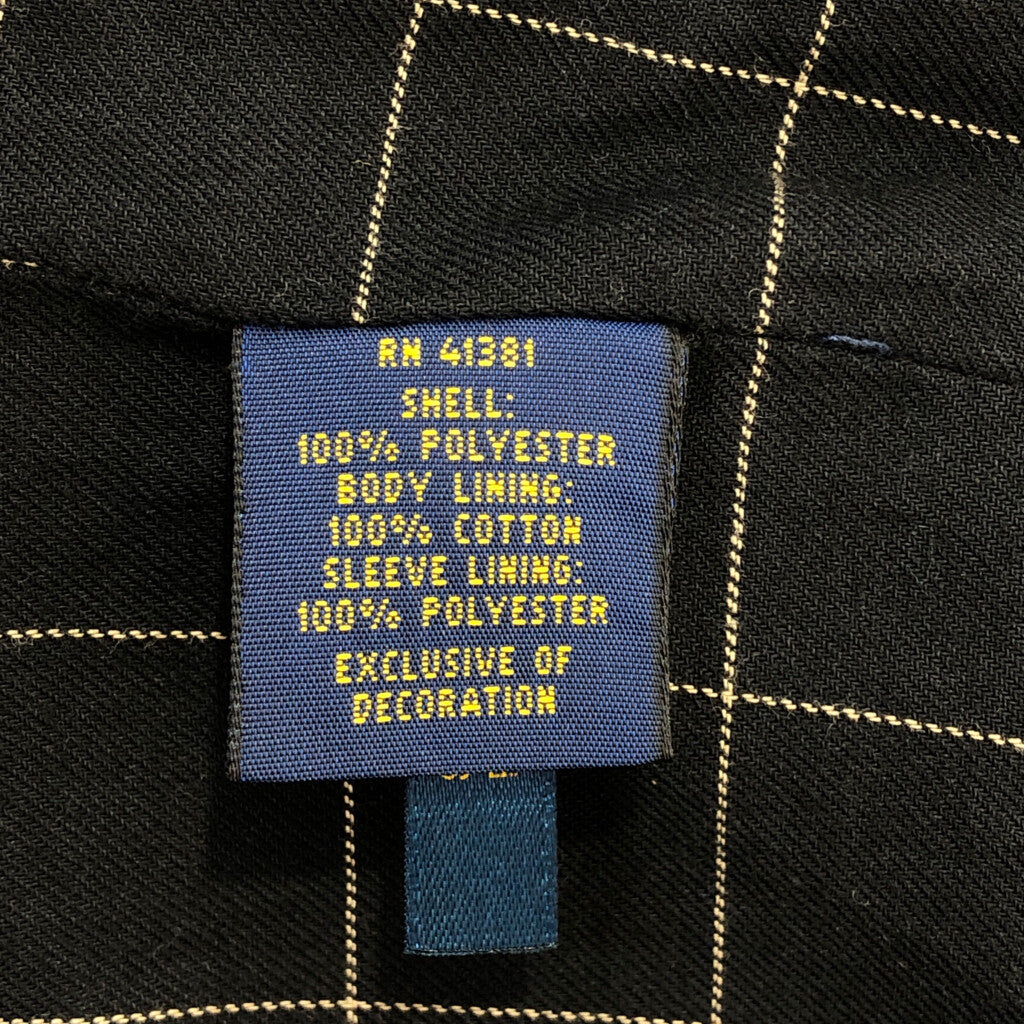 RN 41381
SHELL:
100% POLYESTER
BODY LINING:
100% COTTON
SLEEVE LINING:
100% POLYESTER
EXCLUSIVE OF
DECORATION